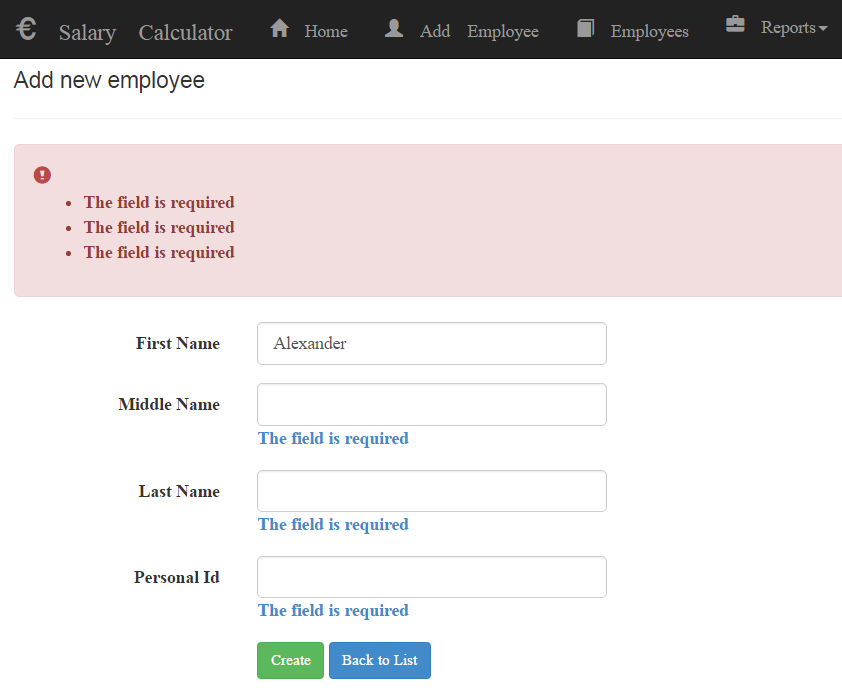 € Salary Calculator Home Add Employee Employees Reports
Add new employee
The field is required
The field is required
The field is required
First Name Alexander
Middle Name
The field is required
Last Name
The field is required
Personal Id
The field is required
Create Back to List